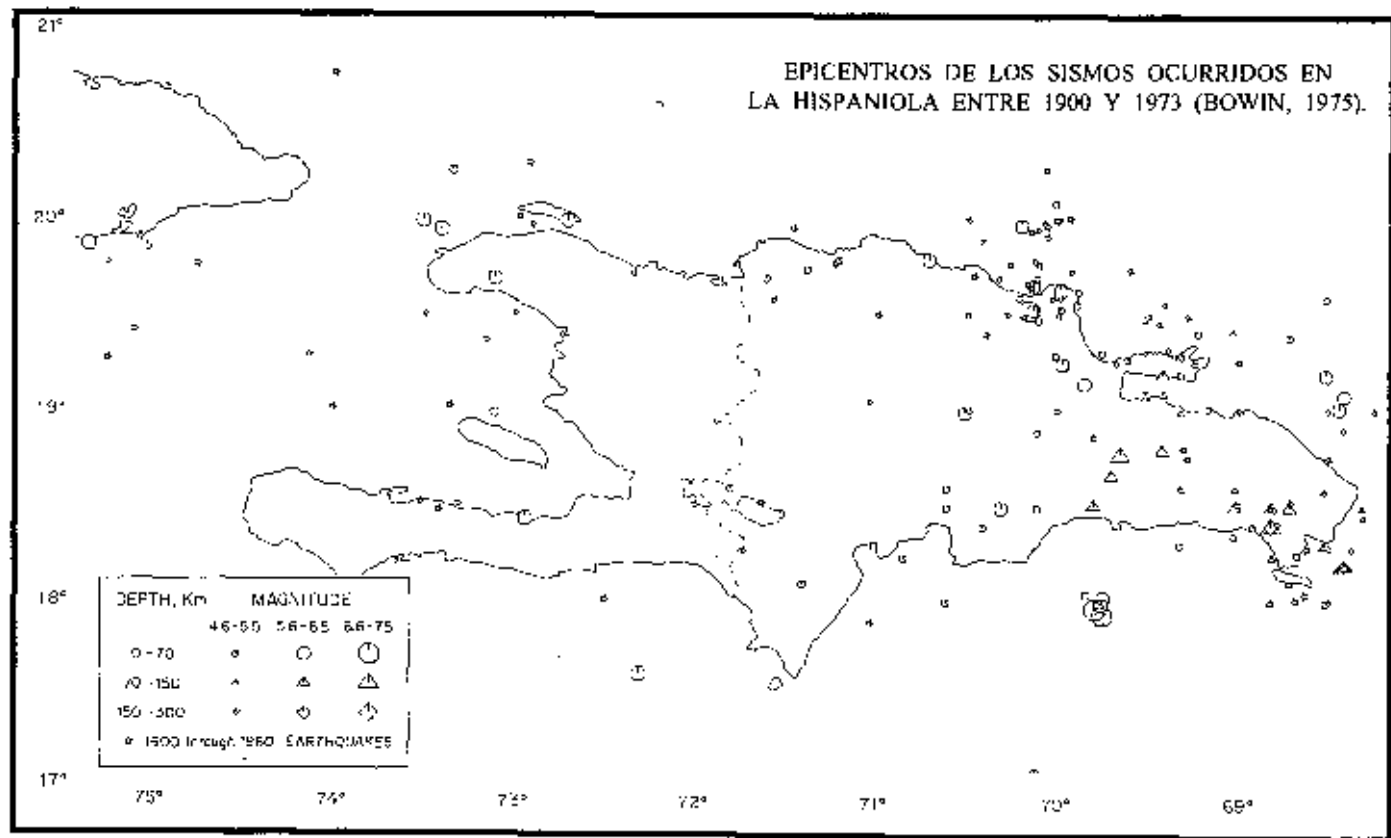 21°
EPICENTROS DE LOS SISMOS OCURRIDOS EN
LA HISPANIOLA ENTRE 1900 Y 1973 (BOWIN, 1975).
20°
19°
18°
DEPTH, Km MAGNITUDE
0-70
70-150
150-300
EARTHQUAKES
17°
75° 74° 73° 72° 71° 70° 69°